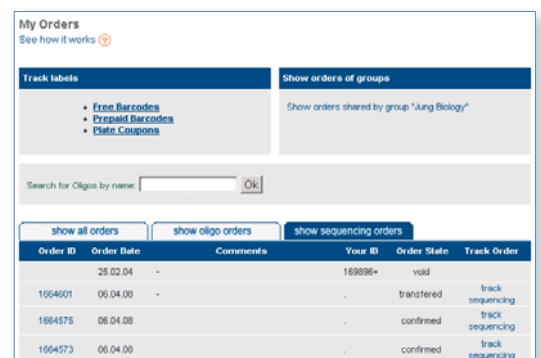 My Orders
See how it works ?
Track labels
Show orders of groups
Free Barcodes
Prepaid Barcodes
Plate Coupons
Show orders shared by group "Jung Biology"
Search for Oligos by name: Ok
show all orders show oligo orders show sequencing orders
Order ID Order Date Comments Your ID Order State Track Order
25.02.04 - 169896+ void
1664601 06.04.08 - . transfered track sequencing
1664575 06.04.08 . confirmed track sequencing
1664573 06.04.08 . confirmed track sequencing